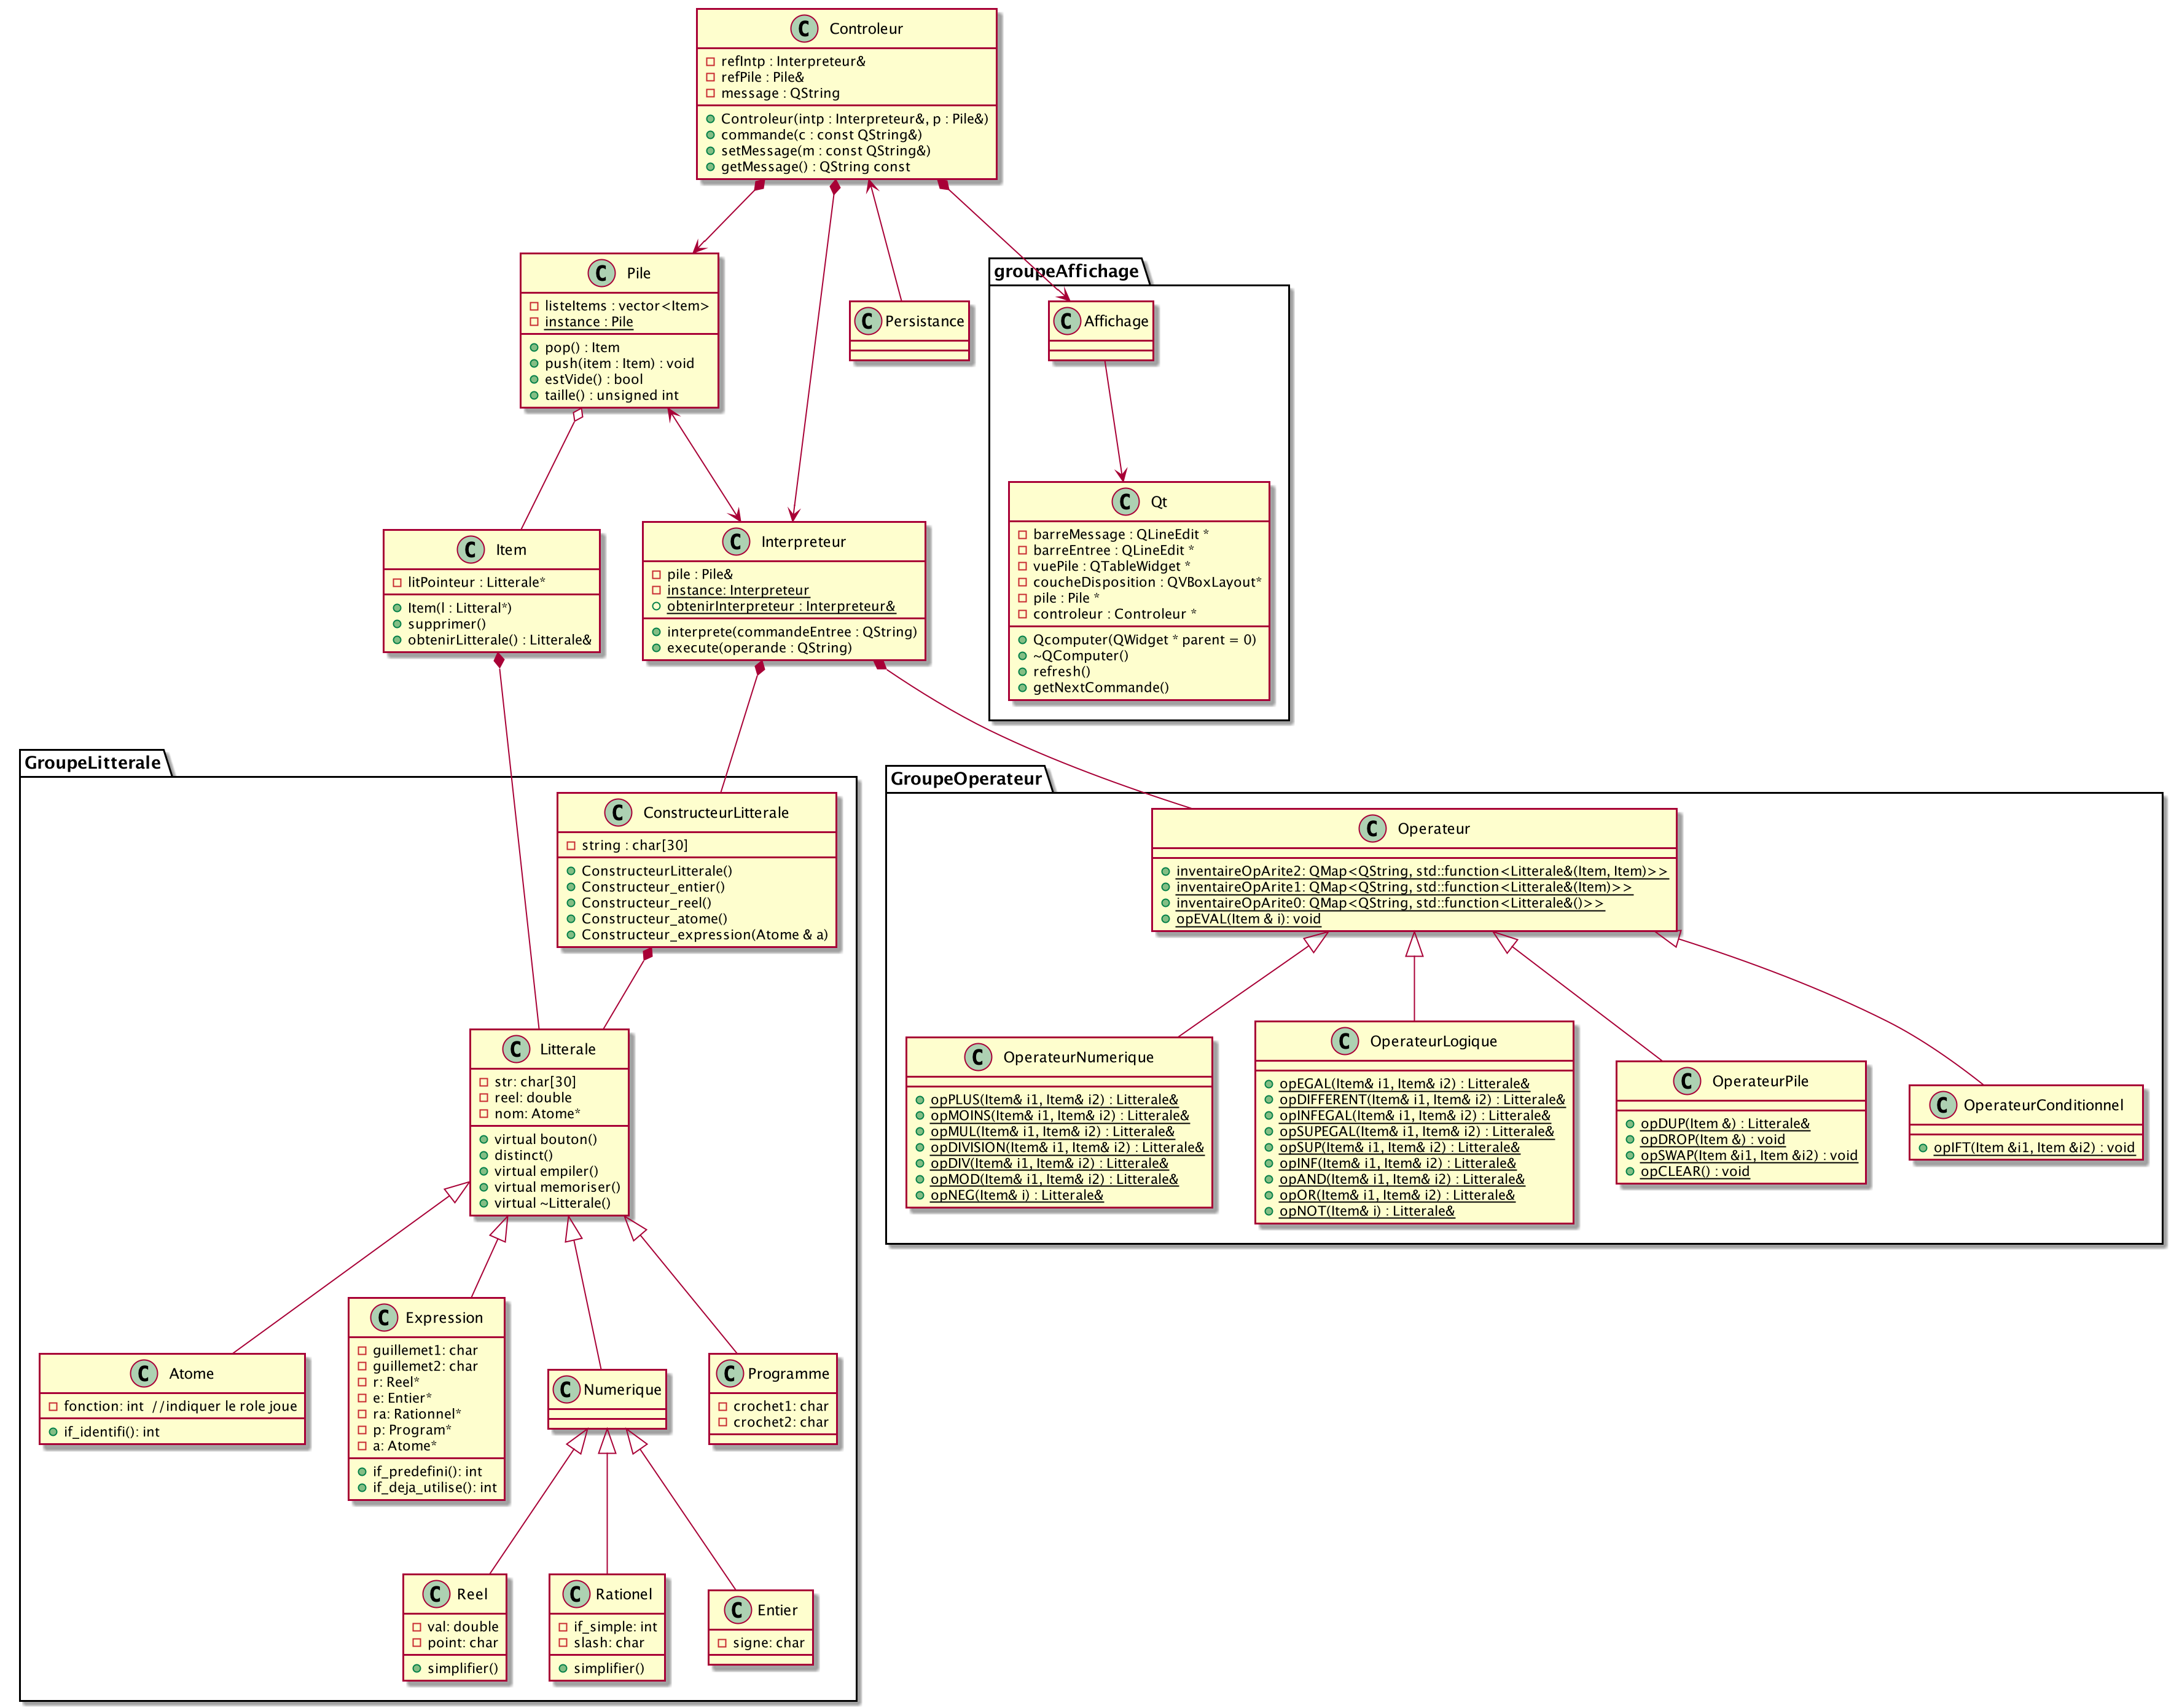 C Controleur
refIntp : Interpreteur&
refPile : Pile&
message : QString
Controleur(intp : Interpreteur&, p : Pile&)
commande(c : const QString&)
setMessage(m : const QString&)
getMessage() : QString const
C Pile
listeItems : vector<Item>
instance : Pile
pop() : Item
push(item : Item) : void
estVide() : bool
taille() : unsigned int
C Persistance
groupeAffichage
C Affichage
C Qt
barreMessage : QLineEdit *
barreEntree : QLineEdit *
vuePile : QTableWidget *
coucheDisposition : QVBoxLayout*
pile : Pile *
controleur : Controleur *
Qcomputer(QWidget * parent = 0)
~QComputer()
refresh()
getNextCommande()
C Item
litPointeur : Litterale*
Item(l : Litteral*)
supprimer()
obtenirLitterale() : Litterale&
C Interpreteur
pile : Pile&
instance: Interpreteur
obtenirInterpreteur : Interpreteur&
interprete(commandeEntree : QString)
execute(operande : QString)
GroupeLitterale
C ConstructeurLitterale
string : char[30]
ConstructeurLitterale()
Constructeur_entier()
Constructeur_reel()
Constructeur_atome()
Constructeur_expression(Atome & a)
C Litterale
str: char[30]
reel: double
nom: Atome*
virtual bouton()
distinct()
virtual empiler()
virtual memoriser()
virtual ~Litterale()
C Atome
fonction: int  //indiquer le role joue
if_identifi(): int
C Expression
guillemet1: char
guillemet2: char
r: Reel*
e: Entier*
ra: Rationnel*
p: Program*
a: Atome*
if_predefini(): int
if_deja_utilise(): int
C Numerique
C Programme
crochet1: char
crochet2: char
C Reel
val: double
point: char
simplifier()
C Rationel
if_simple: int
slash: char
simplifier()
C Entier
signe: char
GroupeOperateur
C Operateur
inventaireOpArite2: QMap<QString, std::function<Litterale&(Item, Item)>>
inventaireOpArite1: QMap<QString, std::function<Litterale&(Item)>>
inventaireOpArite0: QMap<QString, std::function<Litterale&()>>
opEVAL(Item & i): void
C OperateurNumerique
opPLUS(Item& i1, Item& i2) : Litterale&
opMOINS(Item& i1, Item& i2) : Litterale&
opMUL(Item& i1, Item& i2) : Litterale&
opDIVISION(Item& i1, Item& i2) : Litterale&
opDIV(Item& i1, Item& i2) : Litterale&
opMOD(Item& i1, Item& i2) : Litterale&
opNEG(Item& i) : Litterale&
C OperateurLogique
opEGAL(Item& i1, Item& i2) : Litterale&
opDIFFERENT(Item& i1, Item& i2) : Litterale&
opINFEGAL(Item& i1, Item& i2) : Litterale&
opSUPEGAL(Item& i1, Item& i2) : Litterale&
opSUP(Item& i1, Item& i2) : Litterale&
opINF(Item& i1, Item& i2) : Litterale&
opAND(Item& i1, Item& i2) : Litterale&
opOR(Item& i1, Item& i2) : Litterale&
opNOT(Item& i) : Litterale&
C OperateurPile
opDUP(Item &) : Litterale&
opDROP(Item &) : void
opSWAP(Item &i1, Item &i2) : void
opCLEAR() : void
C OperateurConditionnel
opIFT(Item &i1, Item &i2) : void